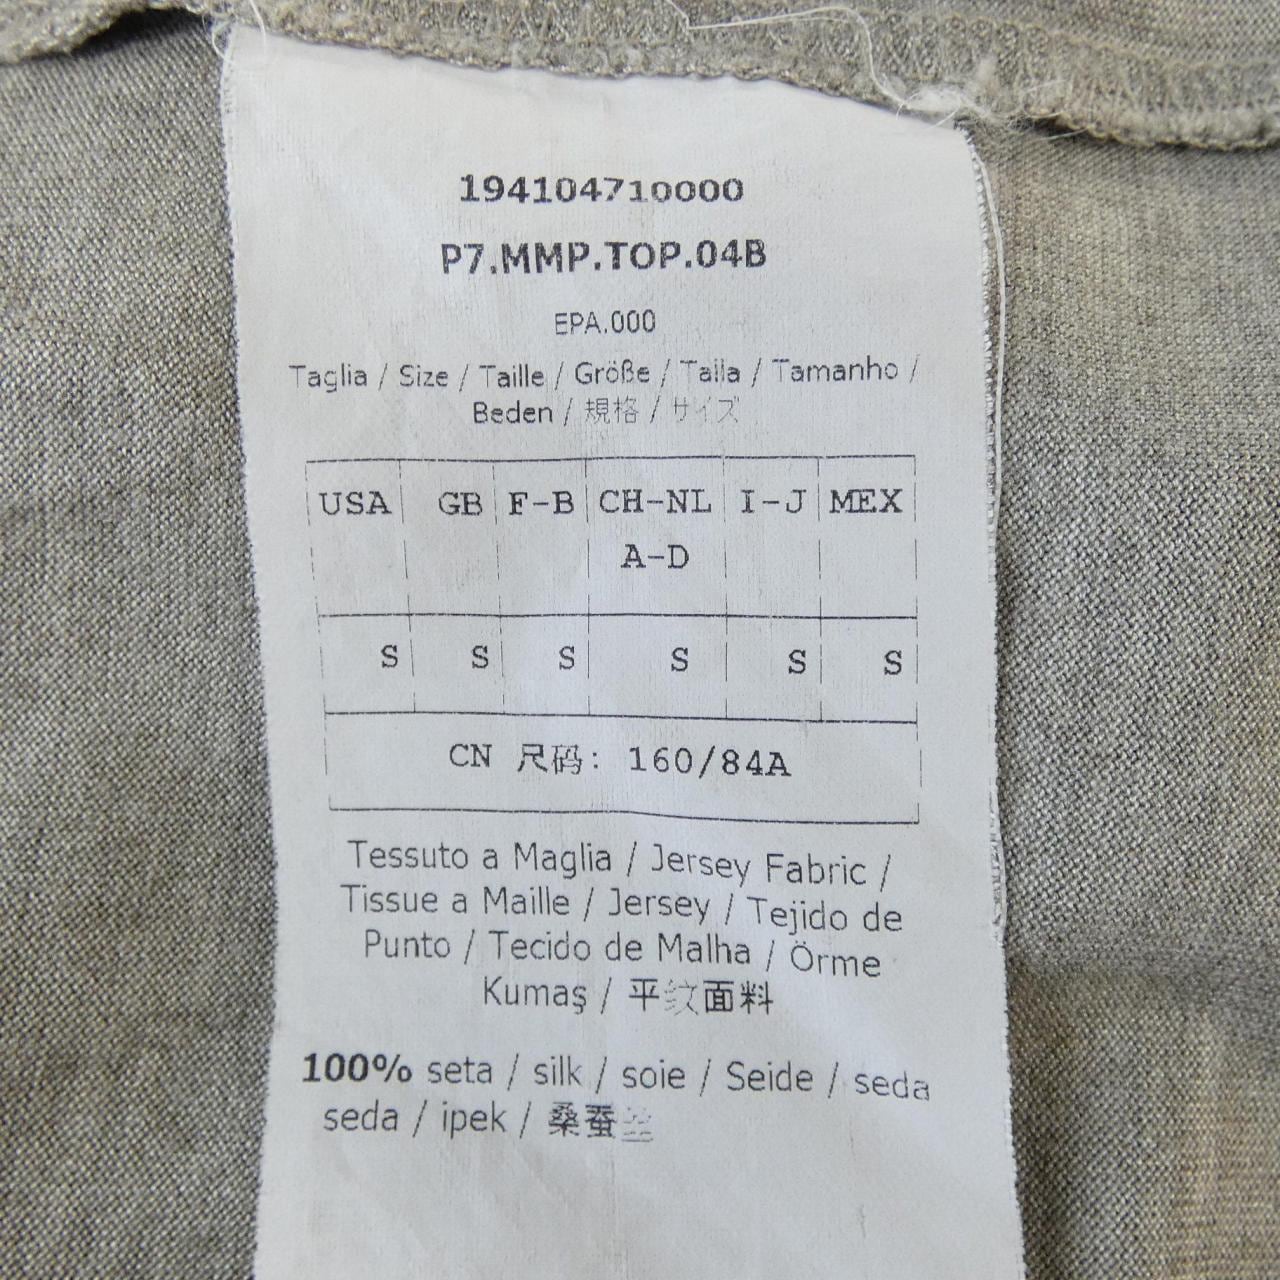 194104710000
P7.MMP.TOP.04B
EPA.000
Taglia / Size / Taille / Größe / Talla / Tamanho /
Beden / 規格 / サイズ
USA GB F-B CH-NL I-J MEX
A-D
S S S S S S
CN 尺码: 160/84A
Tessuto a Maglia / Jersey Fabric /
Tissue a Maille / Jersey / Tejido de
Punto / Tecido de Malha / Örme
Kumaş / 平纹面料
100% seta / silk / soie / Seide / seda
seda / ipek / 桑蚕丝